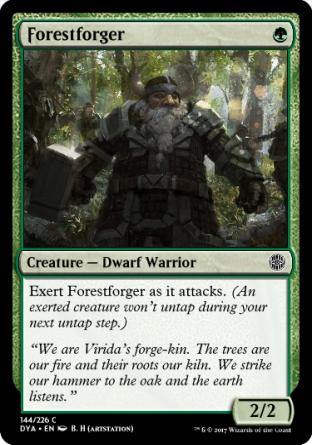 Forestforger
Creature — Dwarf Warrior
Exert Forestforger as it attacks. (An
exerted creature won't untap during your
next untap step.)
"We are Virida's forge-kin. The trees are
our fire and their roots our kiln. We strike
our hammer to the oak and the earth
listens."
2/2
144/226 C
DYA • EN B. H (ARTSTATION)
™ & © 2017 Wizards of the Coast